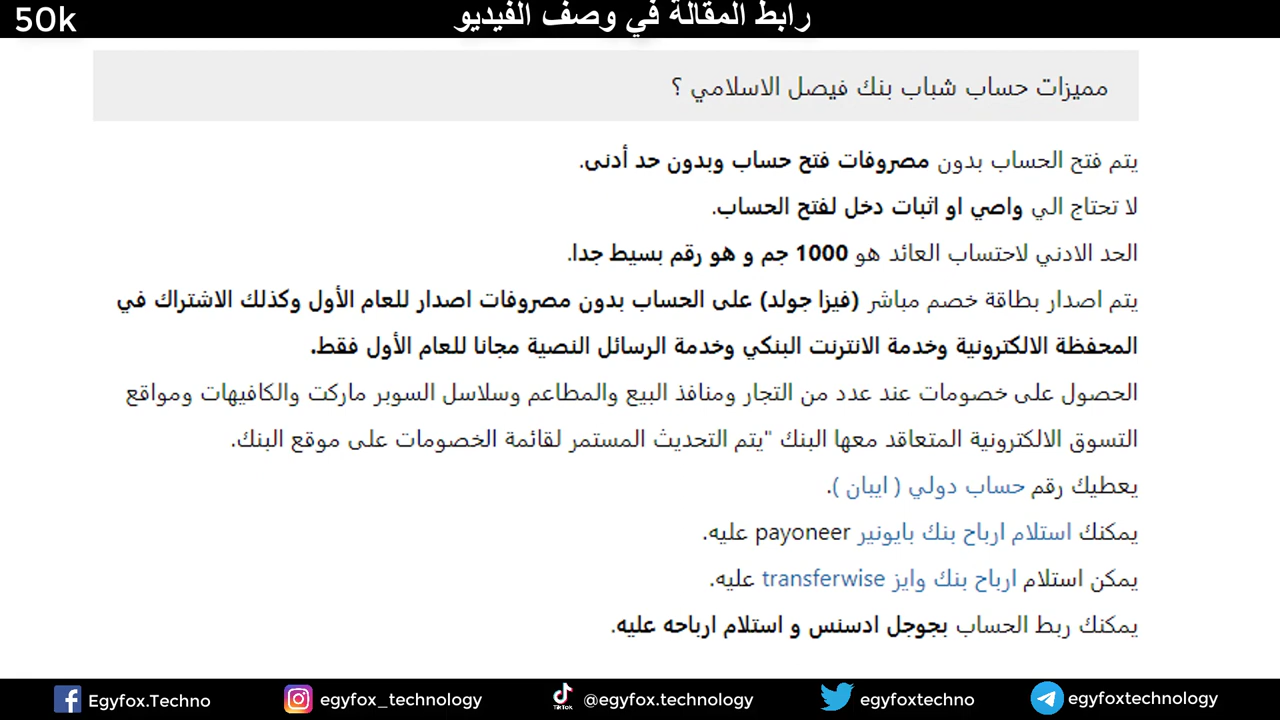 50k
رابط المقالة في وصف الفيديو
مميزات حساب شباب بنك فيصل الاسلامي ؟
يتم فتح الحساب بدون مصروفات فتح حساب وبدون حد أدنى.
لا تحتاج الي واصي او اثبات دخل لفتح الحساب.
الحد الادني لاحتساب العائد هو 1000 جم و هو رقم بسيط جدا.
يتم اصدار بطاقة خصم مباشر (فيزا جولد) على الحساب بدون مصروفات اصدار للعام الأول وكذلك الاشتراك في
المحفظة الالكترونية وخدمة الانترنت البنكي وخدمة الرسائل النصية مجانا للعام الأول فقط.
الحصول على خصومات عند عدد من التجار ومنافذ البيع والمطاعم وسلاسل السوبر ماركت والكافيهات ومواقع
التسوق الالكترونية المتعاقد معها البنك "يتم التحديث المستمر لقائمة الخصومات على موقع البنك.
يعطيك رقم حساب دولي ( ايبان ).
يمكنك استلام ارباح بنك بايونير payoneer عليه.
يمكن استلام ارباح بنك وايز transferwise عليه.
يمكنك ربط الحساب بجوجل ادسنس و استلام ارباحه عليه.
Egyfox.Techno
egyfox_technology
TikTok
@egyfox.technology
egyfoxtechno
egyfoxtechnology